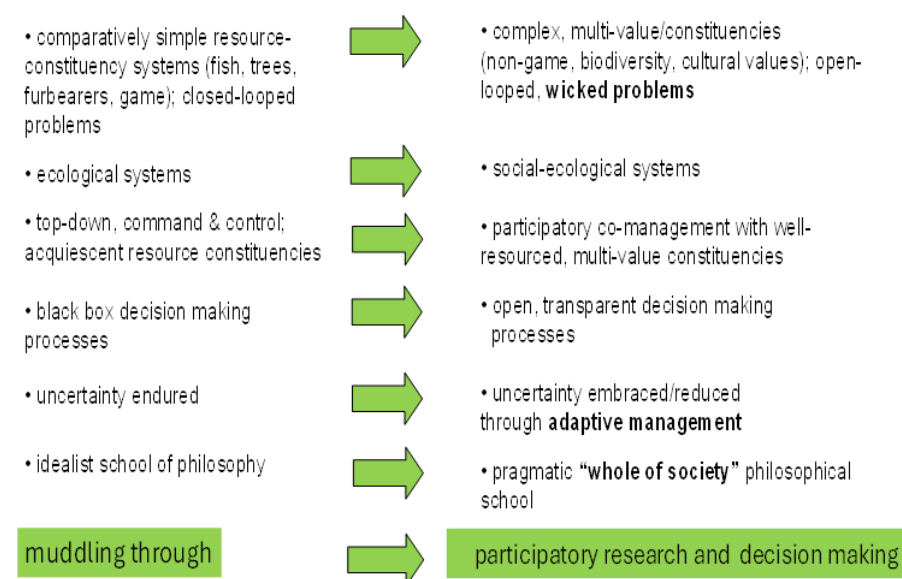 • comparatively simple resource-
constituency systems (fish, trees,
furbearers, game); closed-looped
problems
• complex, multi-value/constituencies
(non-game, biodiversity, cultural values); open-
looped, wicked problems
• ecological systems
• social-ecological systems
• top-down, command & control;
acquiescent resource constituencies
• participatory co-management with well-
resourced, multi-value constituencies
• black box decision making
processes
• open, transparent decision making
processes
• uncertainty endured
• uncertainty embraced/reduced
through adaptive management
• idealist school of philosophy
• pragmatic “whole of society” philosophical
school
muddling through
participatory research and decision making